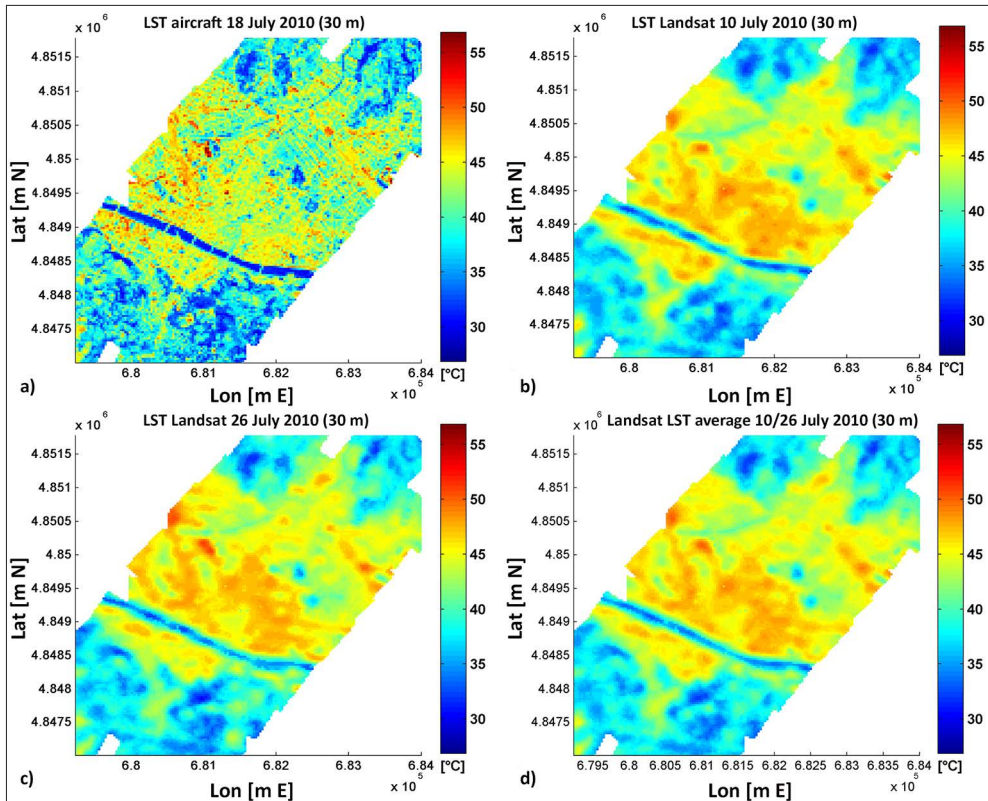 LST aircraft 18 July 2010 (30 m)
x 10 6
4.8515
4.851
4.8505
4.85
4.8495
4.849
4.8485
4.848
4.8475
Lat [m N]
6.8 6.81 6.82 6.83 6.84
x 10 5
Lon [m E]
55
50
45
40
35
30
[°C]
a)
LST Landsat 10 July 2010 (30 m)
x 10 6
4.8515
4.851
4.8505
4.85
4.8495
4.849
4.8485
4.848
4.8475
Lat [m N]
6.8 6.81 6.82 6.83 6.84
x 10 5
Lon [m E]
55
50
45
40
35
30
[°C]
b)
LST Landsat 26 July 2010 (30 m)
x 10 6
4.8515
4.851
4.8505
4.85
4.8495
4.849
4.8485
4.848
4.8475
Lat [m N]
6.8 6.81 6.82 6.83 6.84
x 10 5
Lon [m E]
55
50
45
40
35
30
[°C]
c)
Landsat LST average 10/26 July 2010 (30 m)
x 10 6
4.8515
4.851
4.8505
4.85
4.8495
4.849
4.8485
4.848
4.8475
Lat [m N]
6.795 6.8 6.805 6.81 6.815 6.82 6.825 6.83 6.835 6.84
x 10 5
Lon [m E]
55
50
45
40
35
30
[°C]
d)